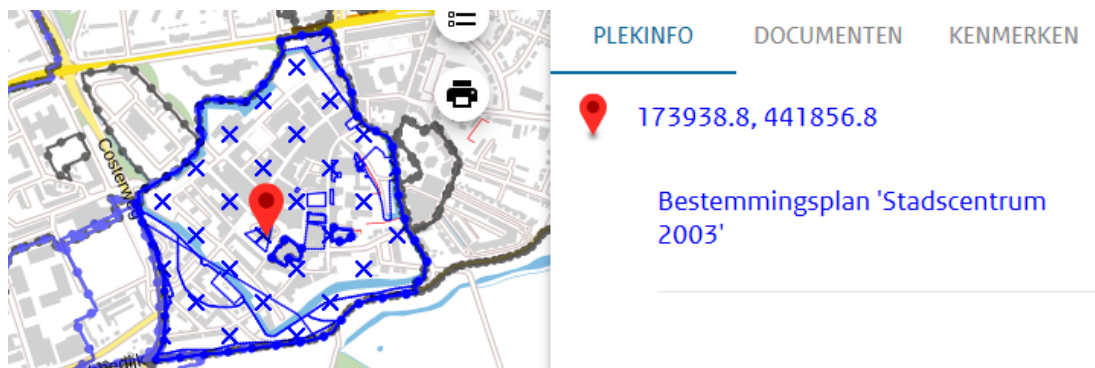 Costerweg
PLEKINFO
DOCUMENTEN
KENMERKEN
173938.8, 441856.8
Bestemmingsplan 'Stadscentrum
2003'